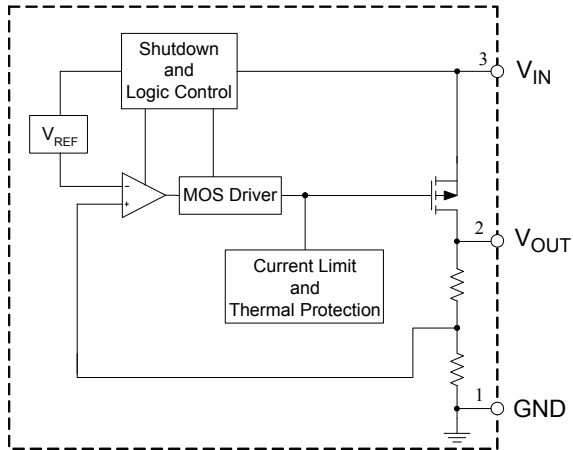 Shutdown
and
Logic Control
3
V_IN
V_REF
−
+
MOS Driver
2
V_OUT
Current Limit
and
Thermal Protection
1
GND